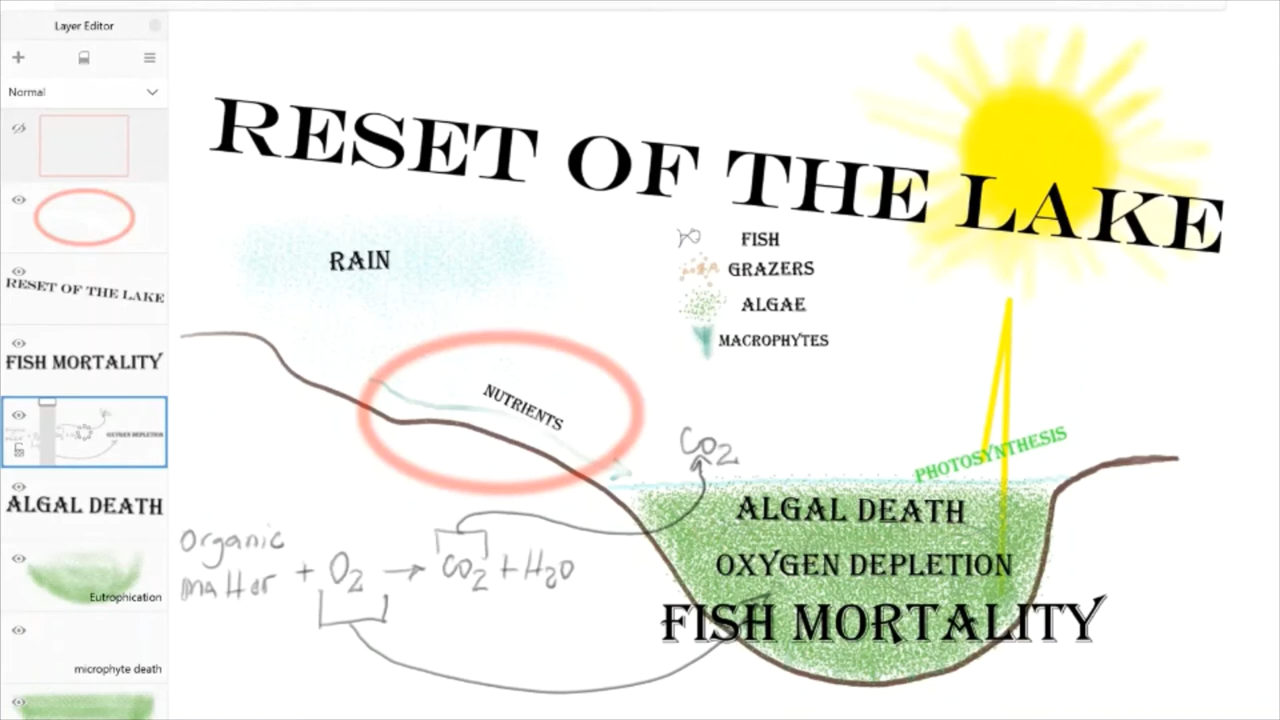 Layer Editor
Normal
RESET OF THE LAKE
FISH MORTALITY
OXYGEN DEPLETION
ALGAL DEATH
Eutrophication
microphyte death
RESET OF THE LAKE
RAIN
FISH
GRAZERS
ALGAE
MACROPHYTES
NUTRIENTS
CO2
PHOTOSYNTHESIS
ALGAL DEATH
OXYGEN DEPLETION
FISH MORTALITY
Organic
matter + O2 → CO2 + H2O